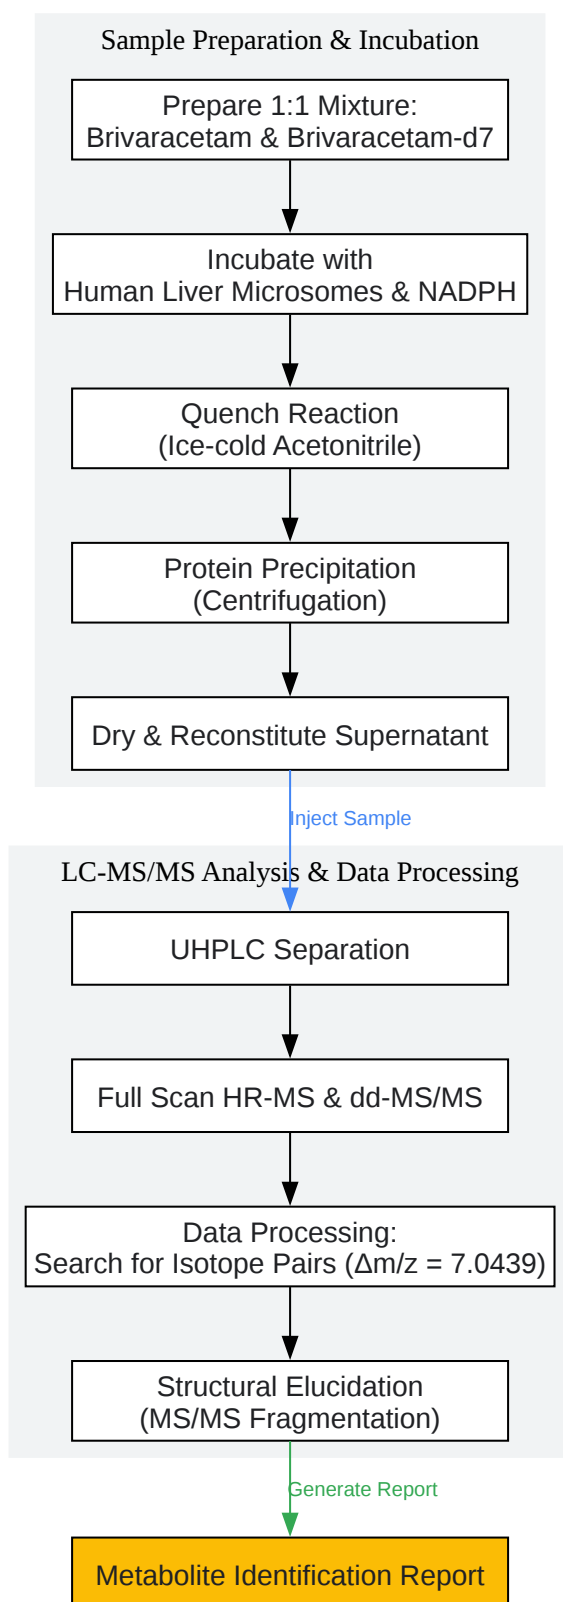 Sample Preparation & Incubation
Prepare 1:1 Mixture:
Brivaracetam & Brivaracetam-d7
Incubate with
Human Liver Microsomes & NADPH
Quench Reaction
(Ice-cold Acetonitrile)
Protein Precipitation
(Centrifugation)
Dry & Reconstitute Supernatant
Inject Sample
LC-MS/MS Analysis & Data Processing
UHPLC Separation
Full Scan HR-MS & dd-MS/MS
Data Processing:
Search for Isotope Pairs (Δm/z = 7.0439)
Structural Elucidation
(MS/MS Fragmentation)
Generate Report
Metabolite Identification Report